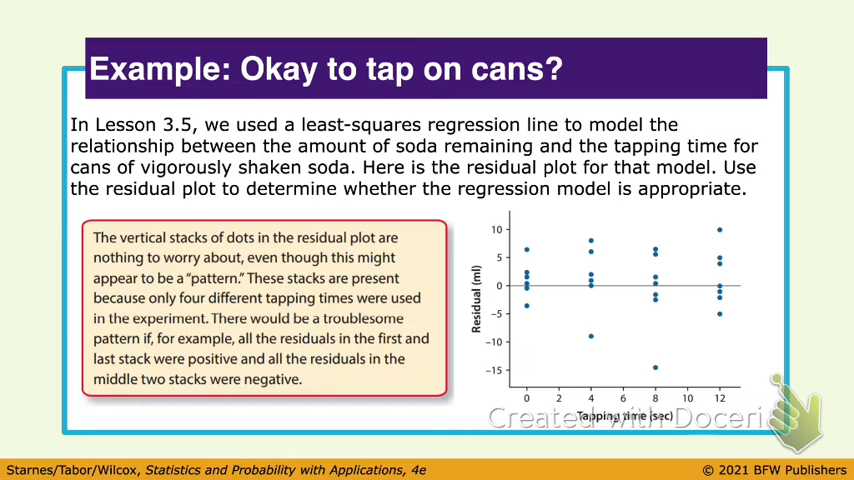 Example: Okay to tap on cans?
In Lesson 3.5, we used a least-squares regression line to model the
relationship between the amount of soda remaining and the tapping time for
cans of vigorously shaken soda. Here is the residual plot for that model. Use
the residual plot to determine whether the regression model is appropriate.
The vertical stacks of dots in the residual plot are
nothing to worry about, even though this might
appear to be a “pattern.” These stacks are present
because only four different tapping times were used
in the experiment. There would be a troublesome
pattern if, for example, all the residuals in the first and
last stack were positive and all the residuals in the
middle two stacks were negative.
Residual (ml)
10
5
0
−5
−10
−15
0 2 4 6 8 10 12
Tapping time (sec)
Created with Doceri
Starnes/Tabor/Wilcox, Statistics and Probability with Applications, 4e
© 2021 BFW Publishers